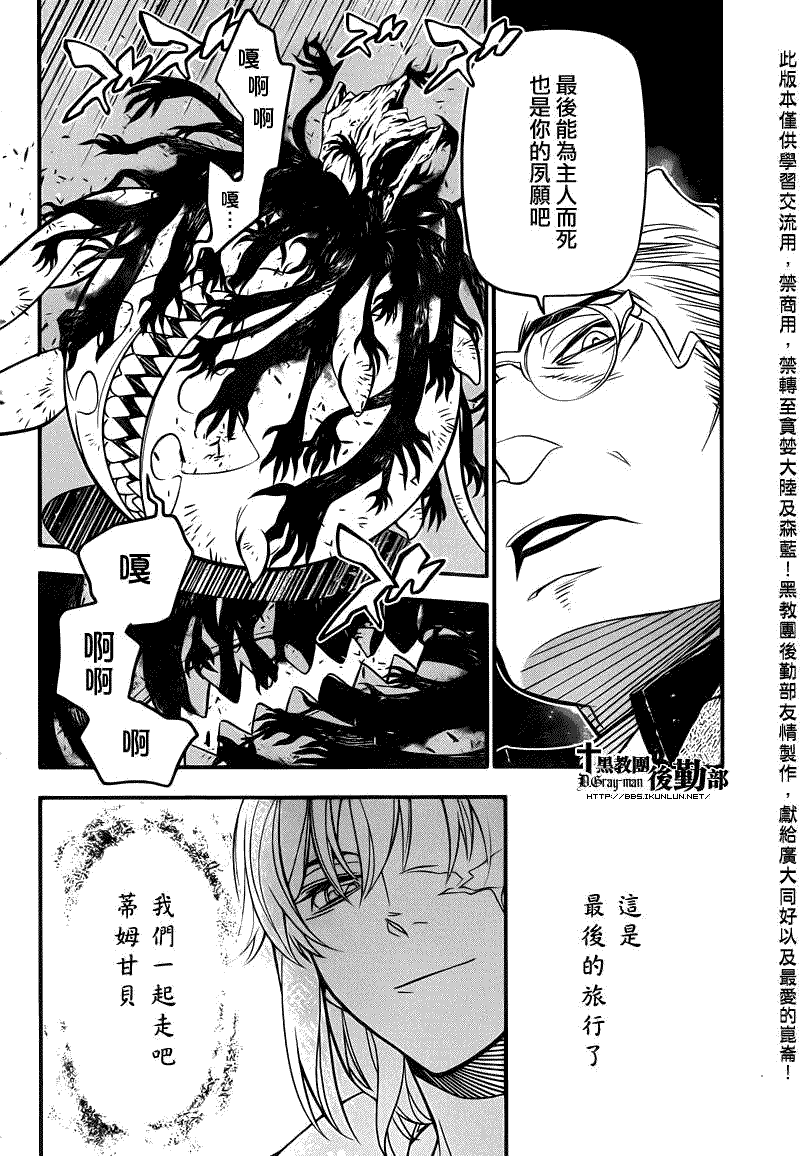 最後能為主人而死
也是你的夙願吧
嘎
啊
啊
嘎…
嘎
啊
啊
啊
這是
最後的旅行了
我們一起走吧
蒂姆甘貝
黑教團
D.Gray-man
後勤部
HTTP://BBS.IKUNLUN.NET/
此版本僅供學習交流用，禁商用，禁轉至貪婪大陸及森藍！黑教團後勤部友情製作，獻給廣大同好以及最愛的崑崙！